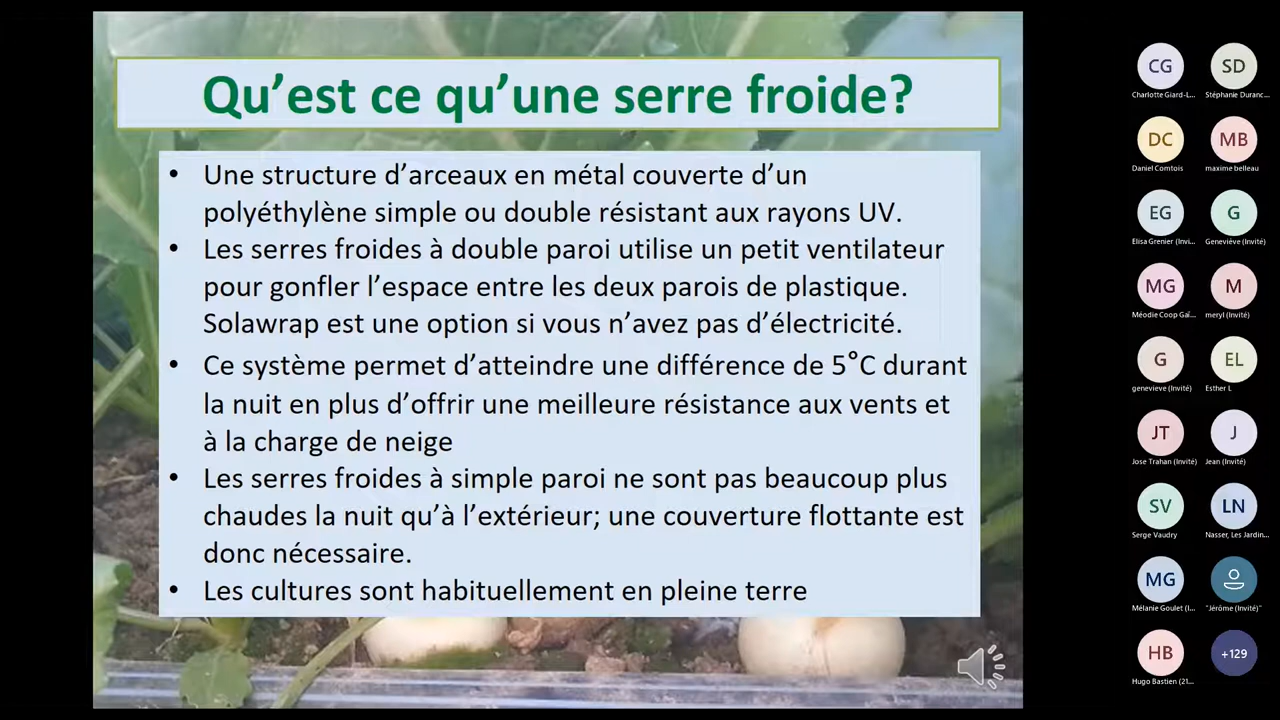 Qu’est ce qu’une serre froide?
• Une structure d’arceaux en métal couverte d’un
polyéthylène simple ou double résistant aux rayons UV.
• Les serres froides à double paroi utilise un petit ventilateur
pour gonfler l’espace entre les deux parois de plastique.
Solawrap est une option si vous n’avez pas d’électricité.
• Ce système permet d’atteindre une différence de 5°C durant
la nuit en plus d’offrir une meilleure résistance aux vents et
à la charge de neige
• Les serres froides à simple paroi ne sont pas beaucoup plus
chaudes la nuit qu’à l’extérieur; une couverture flottante est
donc nécessaire.
• Les cultures sont habituellement en pleine terre
CG SD
Charlotte Giard-L... Stéphanie Duranc...
DC MB
Daniel Comtois maxime belleau
EG G
Elisa Grenier (Invi... Geneviève (Invité)
MG M
Méodie Coop Gaï... meryl (Invité)
G EL
genevieve (Invité) Esther L
JT J
Jose Trahan (Invité) Jean (Invité)
SV LN
Serge Vaudry Nasser, Les Jardin...
MG
Mélanie Goulet (I... "Jérôme (Invité)"
HB +129
Hugo Bastien (21...